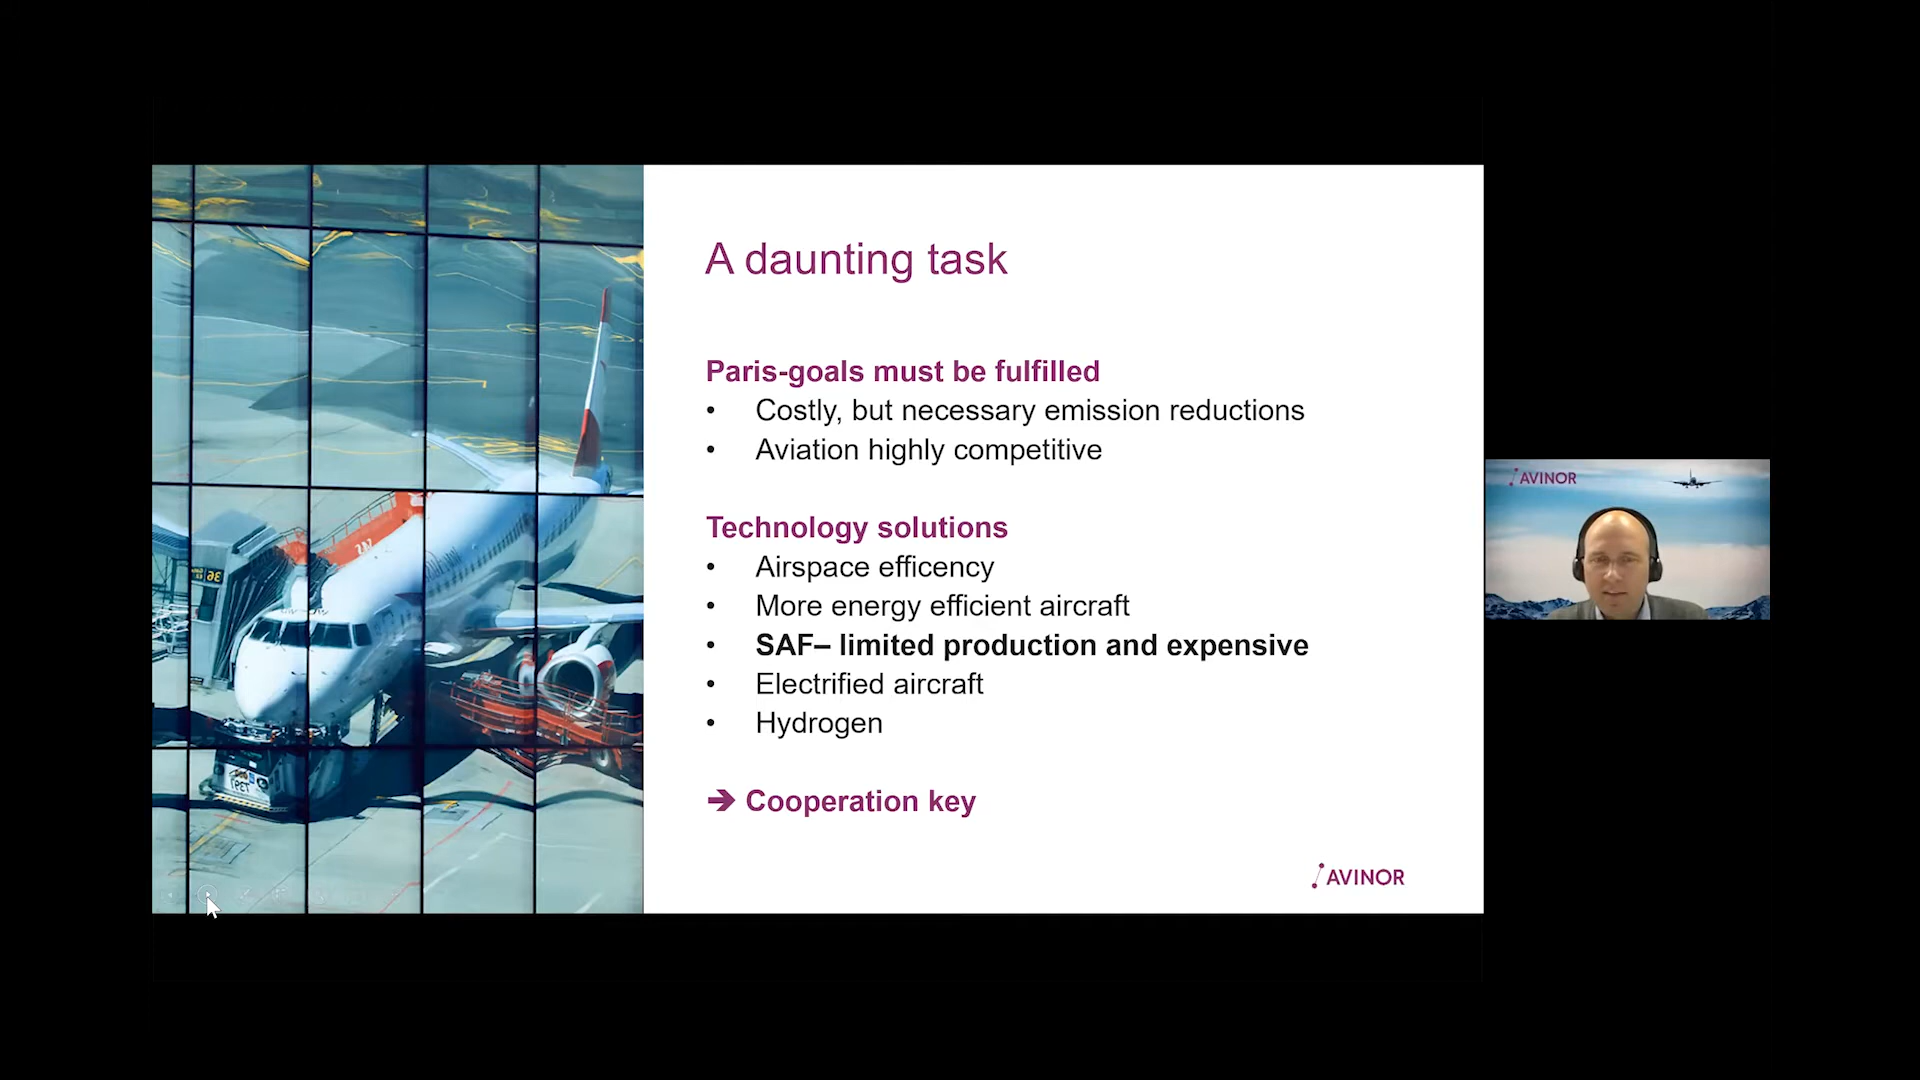 A daunting task
Paris-goals must be fulfilled
• Costly, but necessary emission reductions
• Aviation highly competitive
Technology solutions
• Airspace efficency
• More energy efficient aircraft
• SAF– limited production and expensive
• Electrified aircraft
• Hydrogen
➔ Cooperation key
AVINOR
AVINOR